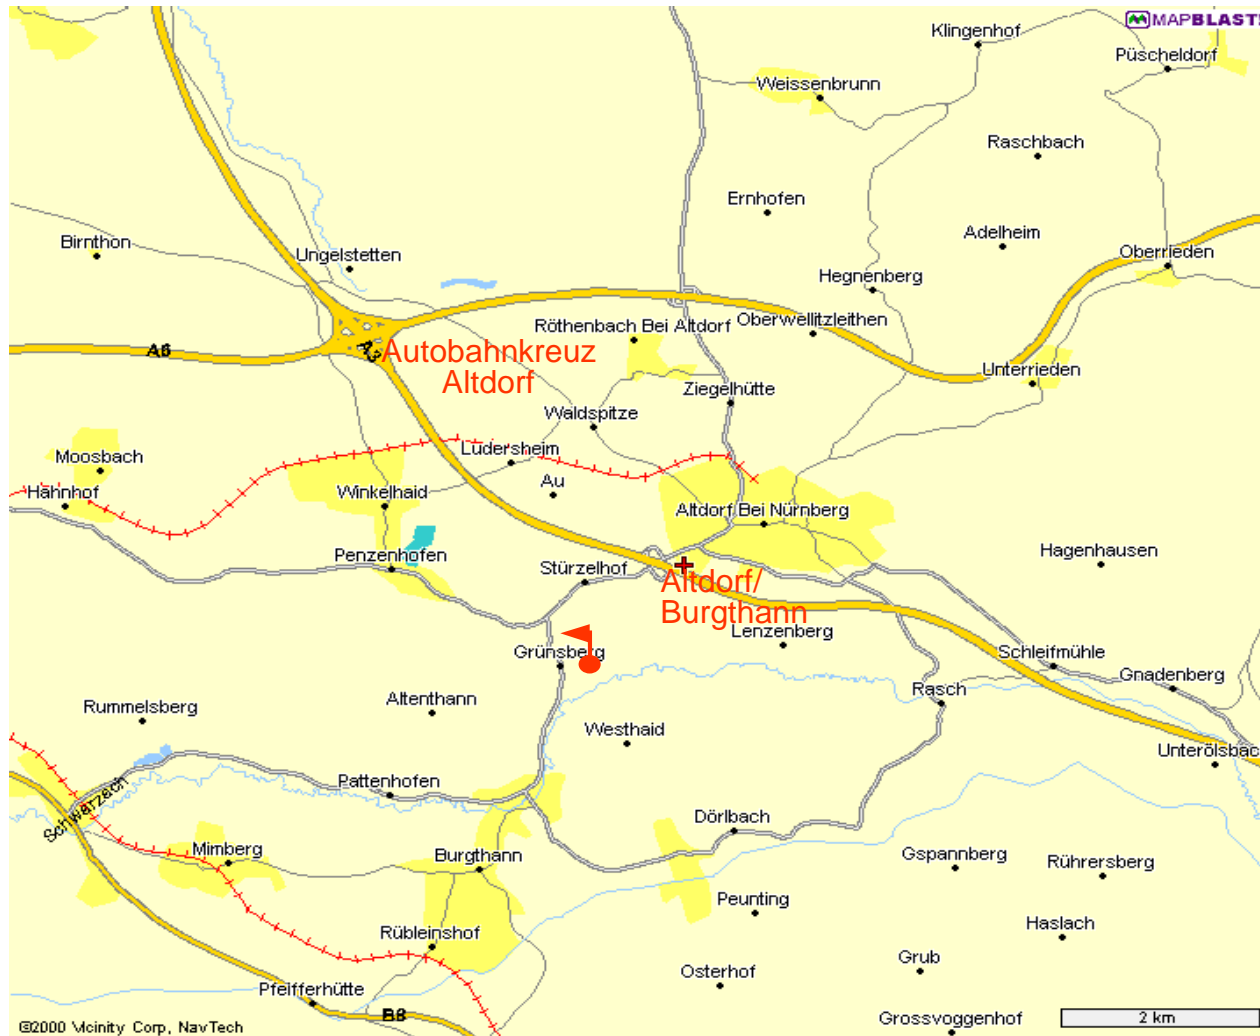 MAPBLAST
Klingenhof
Püscheldorf
Weissenbrunn
Raschbach
Ernhofen
Adelheim
Birnthon
Ungelstetten
Oberrieden
Hegnenberg
Röthenbach Bei Altdorf
Oberwellitzleithen
A6
A3
Autobahnkreuz
Altdorf
Unterrieden
Ziegelhütte
Waldspitze
Moosbach
Ludersheim
Hahnhof
Winkelhaid
Au
Altdorf Bei Nürnberg
Penzenhofen
Stürzelhof
Hagenhausen
Altdorf/
Burgthann
Lenzenberg
Grünsberg
Schleifmühle
Gnadenberg
Rasch
Altenthann
Rummelsberg
Westhaid
Unterölsbac
Pattenhofen
Schwarzach
Dörlbach
Mimberg
Burgthann
Gspannberg
Rührersberg
Peunting
Haslach
Rübleinshof
Grub
Osterhof
Pfeifferhütte
B8
Grossvoggenhof
2 km
©2000 Vicinity Corp, NavTech